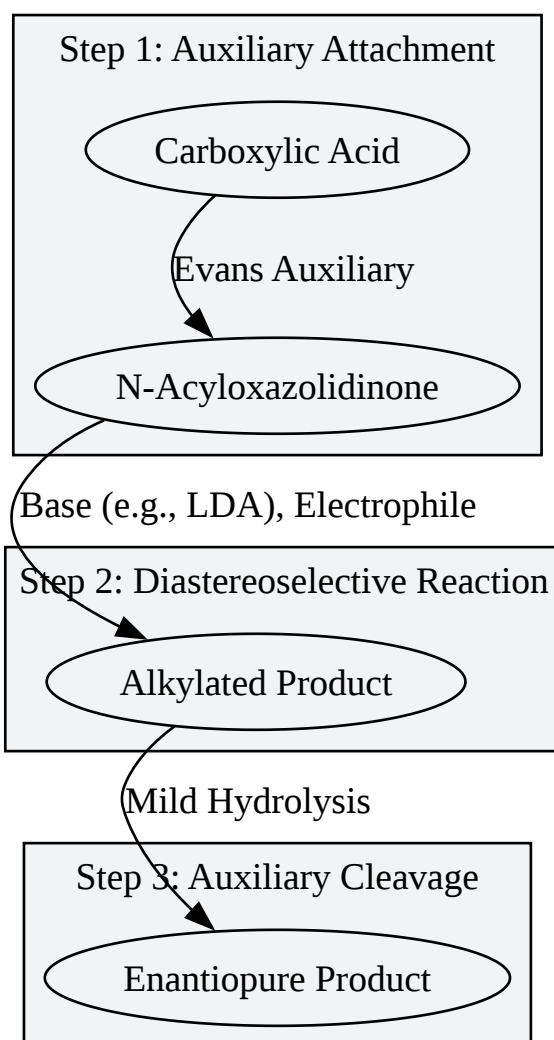 Step 1: Auxiliary Attachment
Carboxylic Acid
Evans Auxiliary
N-Acyloxazolidinone
Base (e.g., LDA), Electrophile
Step 2: Diastereoselective Reaction
Alkylated Product
Mild Hydrolysis
Step 3: Auxiliary Cleavage
Enantiopure Product